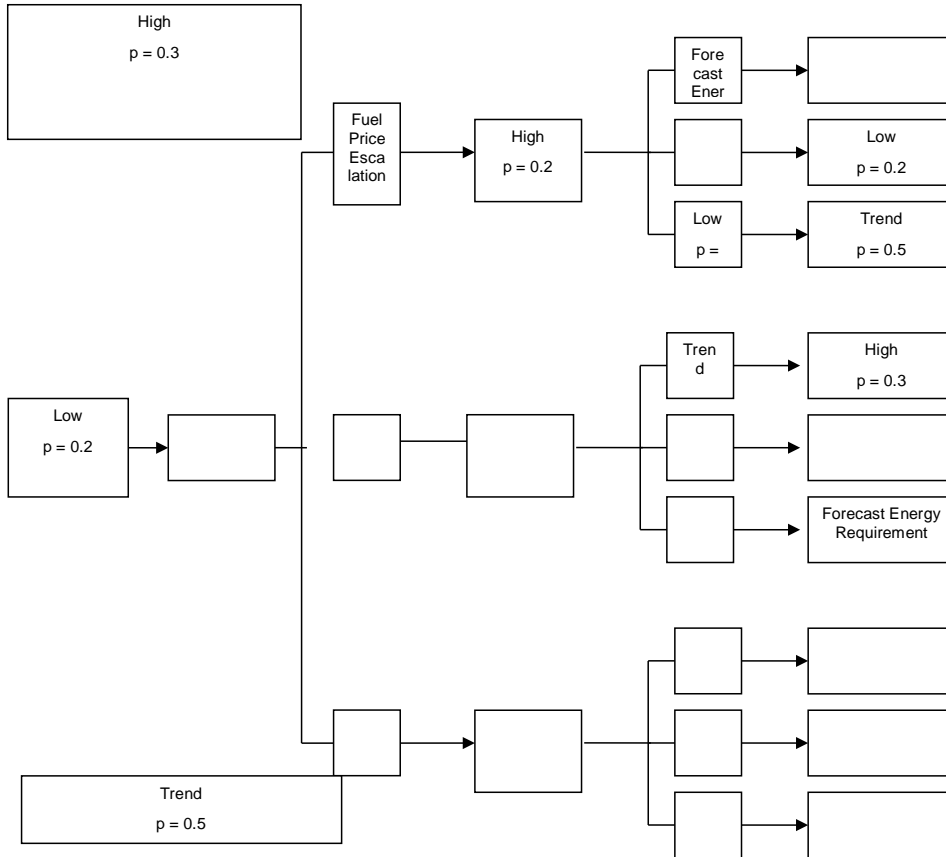 High
p = 0.3
Fore
cast
Ener
Fuel
Price
Esca
lation
High
p = 0.2
Low
p = 0.2
Low
p =
Trend
p = 0.5
Tren
d
High
p = 0.3
Low
p = 0.2
Forecast Energy
Requirement
Trend
p = 0.5